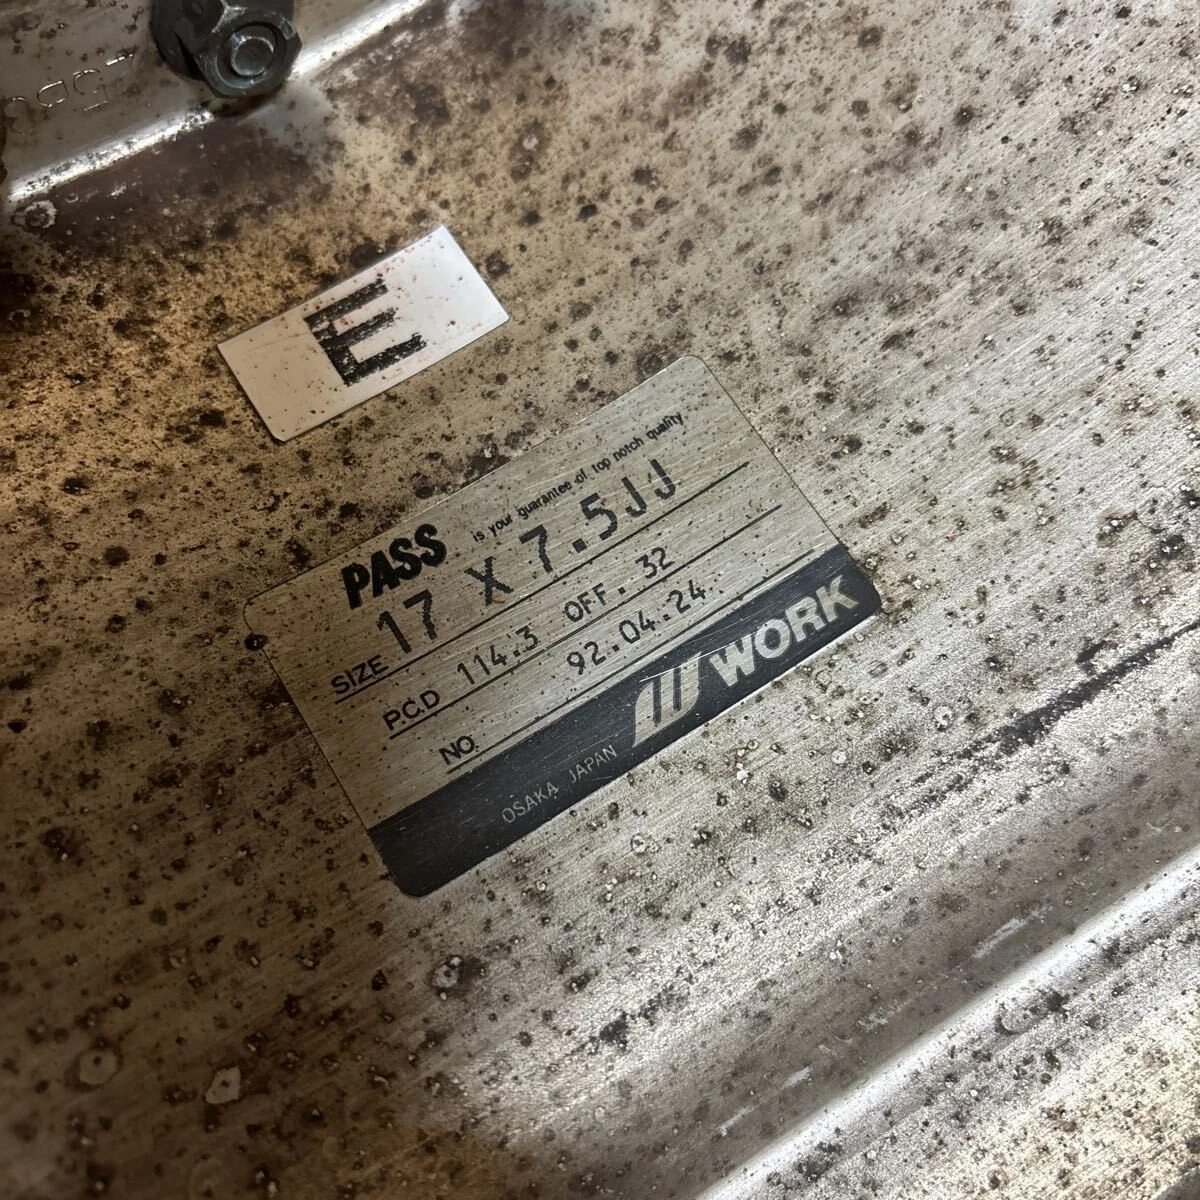 E
PASS is your guarantee of top notch quality
SIZE 17 X 7.5JJ
P.C.D 114.3 OFF. 32
NO. 92.04.24
OSAKA JAPAN WORK